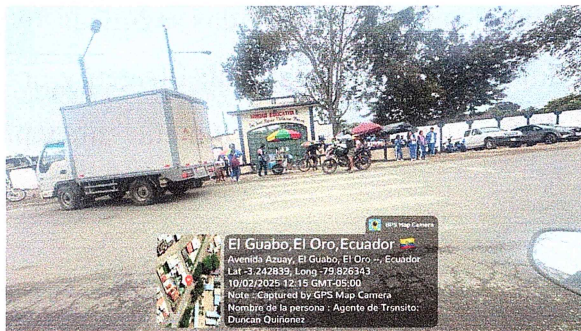 UNIDAD EDUCATIVA
GPS Map Camera
El Guabo,El Oro,Ecuador
Avenida Azuay, El Guabo, El Oro --, Ecuador
Lat -3.242839, Long -79.826343
10/02/2025 12:15 GMT-05:00
Note : Captured by GPS Map Camera
Nombre de la persona : Agente de Transito:
Duncan Quiñonez